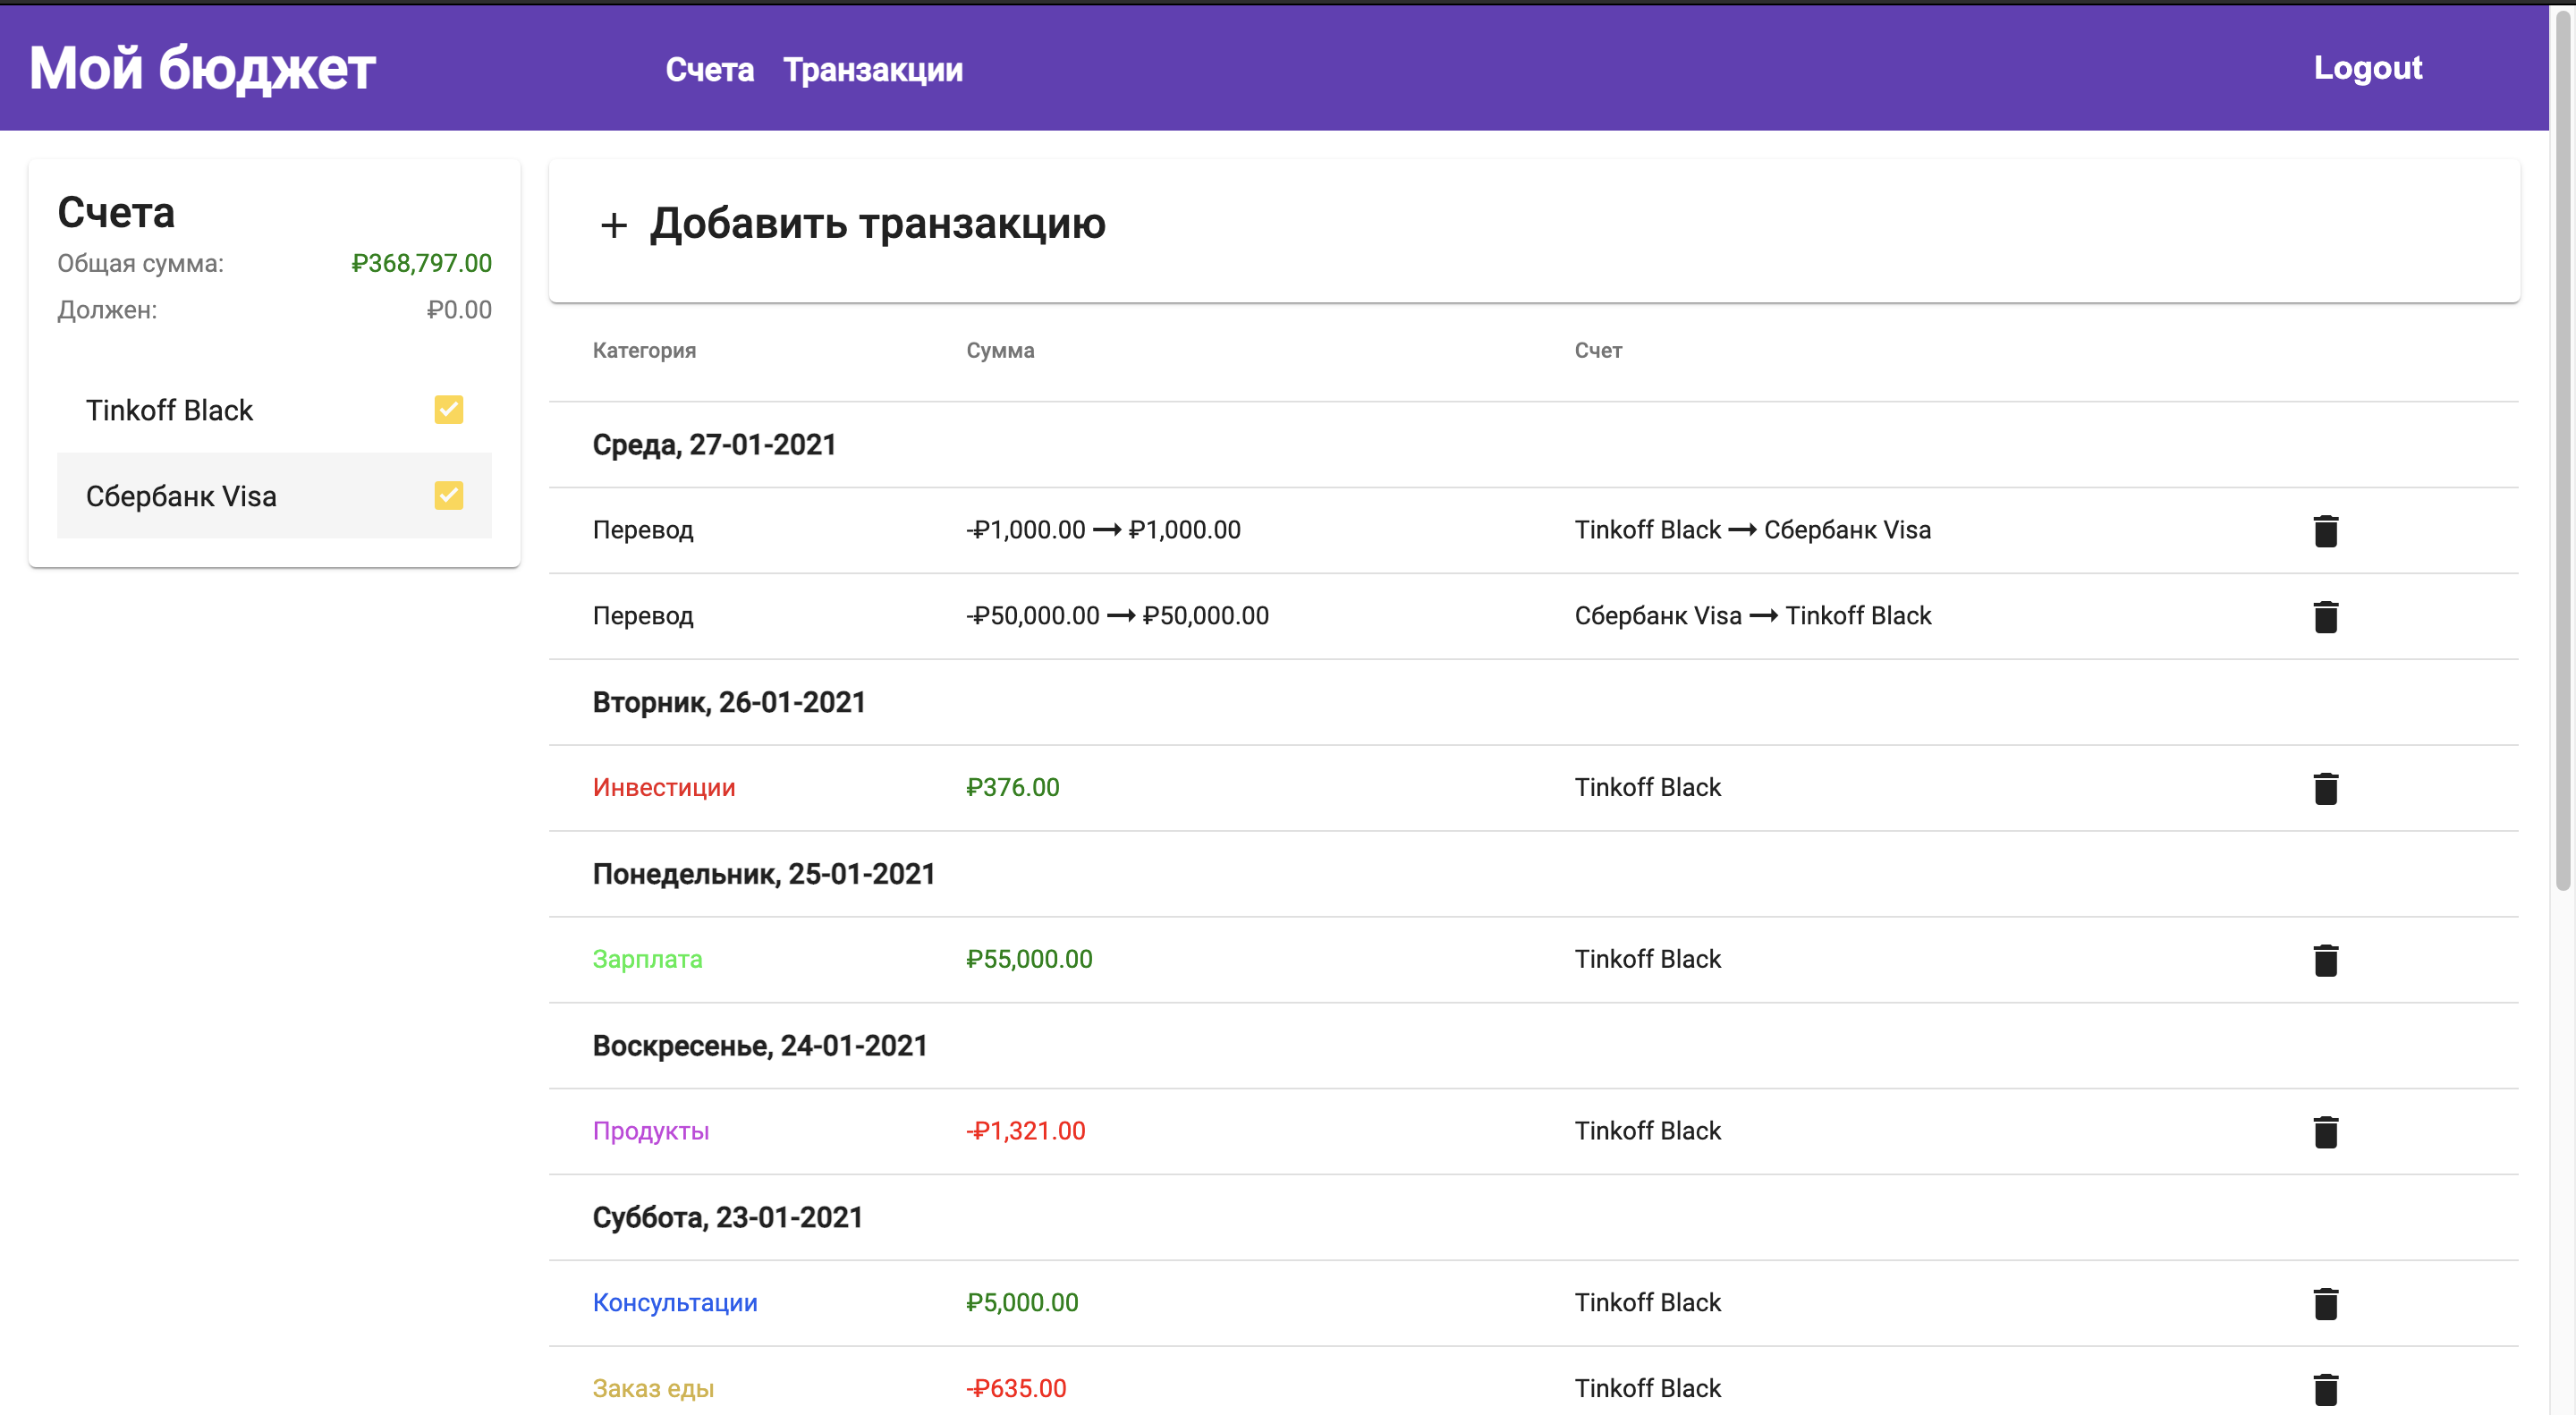 Мой бюджет
Счета Транзакции
Logout
Счета
Общая сумма: ₽368,797.00
Должен: ₽0.00
Tinkoff Black
Сбербанк Visa
+ Добавить транзакцию
Категория Сумма Счет
Среда, 27-01-2021
Перевод -₽1,000.00 → ₽1,000.00 Tinkoff Black → Сбербанк Visa
Перевод -₽50,000.00 → ₽50,000.00 Сбербанк Visa → Tinkoff Black
Вторник, 26-01-2021
Инвестиции ₽376.00 Tinkoff Black
Понедельник, 25-01-2021
Зарплата ₽55,000.00 Tinkoff Black
Воскресенье, 24-01-2021
Продукты -₽1,321.00 Tinkoff Black
Суббота, 23-01-2021
Консультации ₽5,000.00 Tinkoff Black
Заказ еды -₽635.00 Tinkoff Black